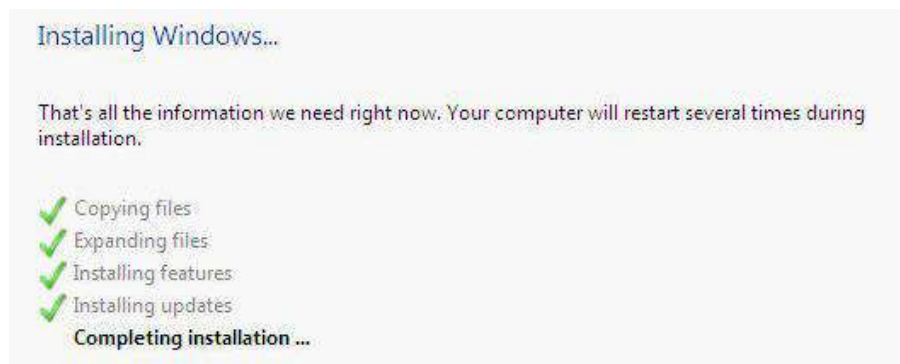 Installing Windows...
That's all the information we need right now. Your computer will restart several times during
installation.
Copying files
Expanding files
Installing features
Installing updates
Completing installation ...